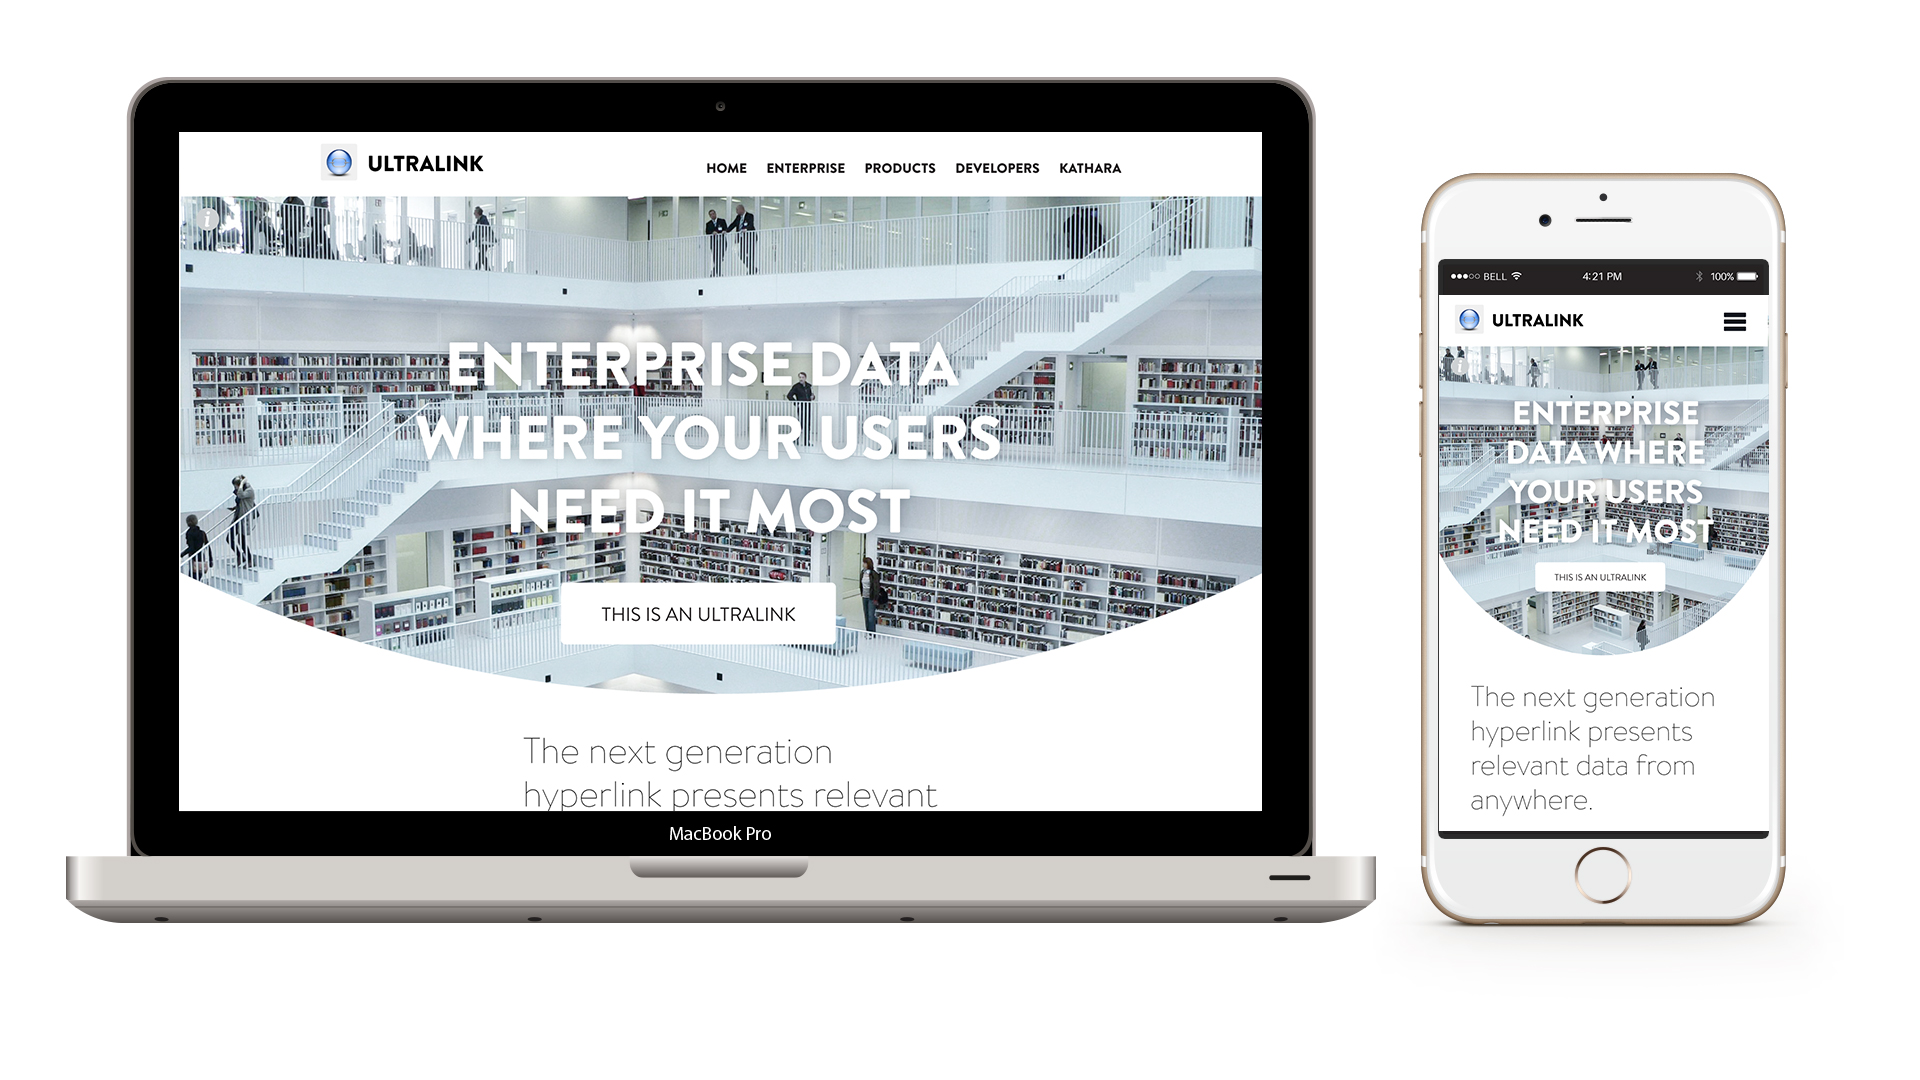 ULTRALINK
HOME ENTERPRISE PRODUCTS DEVELOPERS KATHARA
i
ENTERPRISE DATA
WHERE YOUR USERS
NEED IT MOST
THIS IS AN ULTRALINK
The next generation
hyperlink presents relevant
MacBook Pro
BELL 4:21 PM 100%
ULTRALINK
i
ENTERPRISE
DATA WHERE
YOUR USERS
NEED IT MOST
THIS IS AN ULTRALINK
The next generation
hyperlink presents
relevant data from
anywhere.